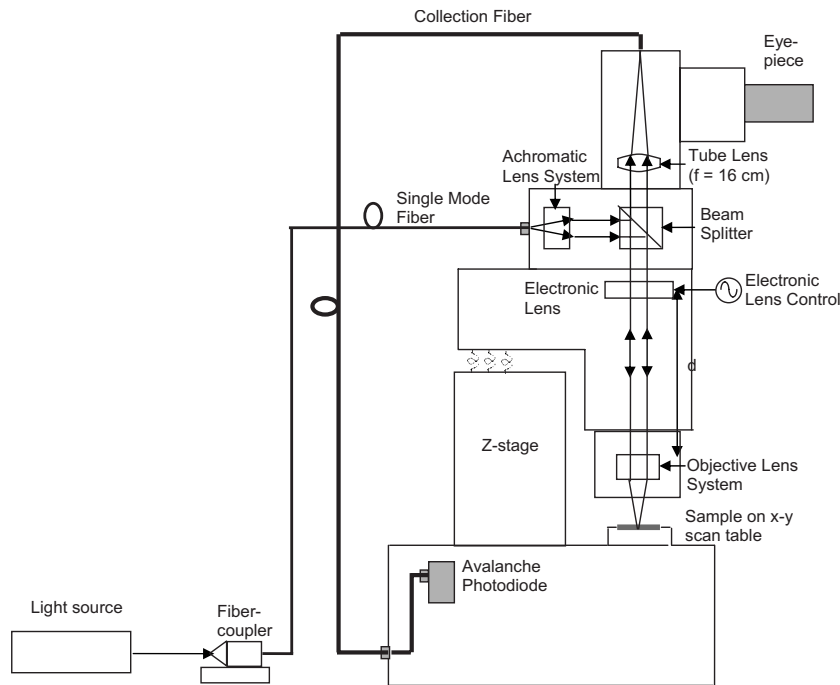 Collection Fiber
Eye-
piece
Achromatic
Lens System
Tube Lens
(f = 16 cm)
Single Mode
Fiber
Beam
Splitter
Electronic
Lens
Electronic
Lens Control
d
Z-stage
Objective Lens
System
Sample on x-y
scan table
Avalanche
Photodiode
Light source
Fiber-
coupler